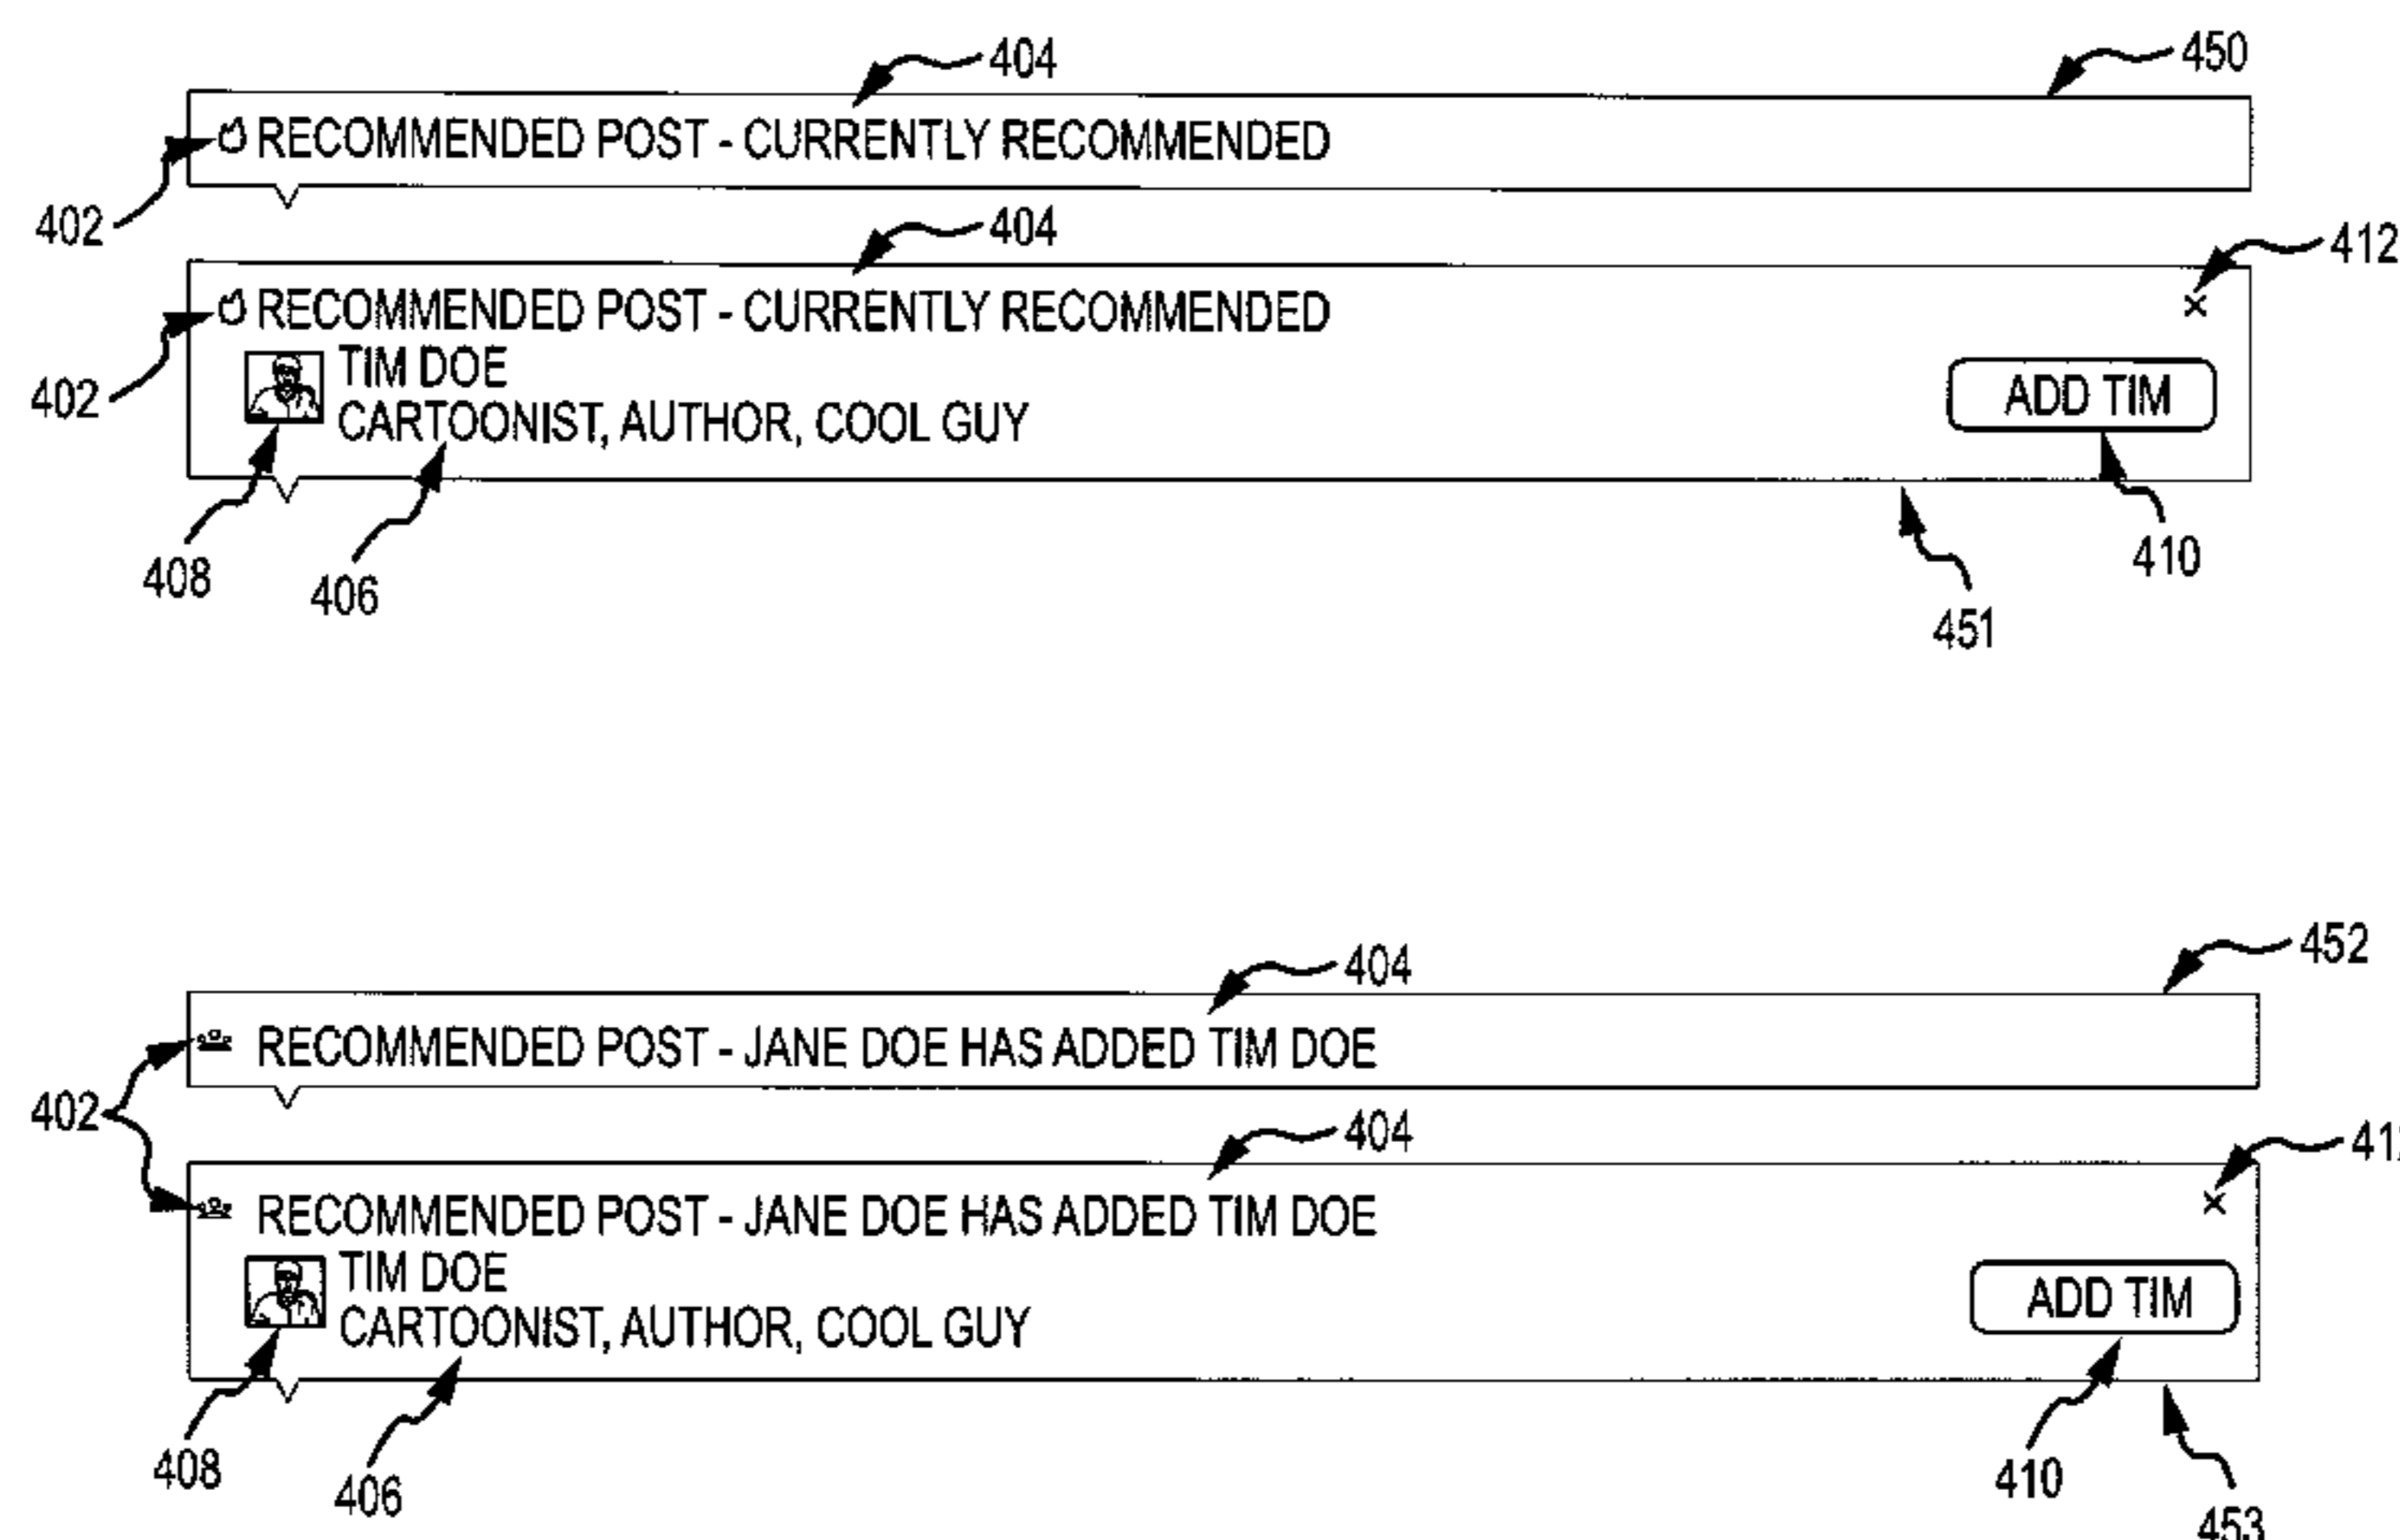 404
450
RECOMMENDED POST - CURRENTLY RECOMMENDED
402
404
412
RECOMMENDED POST - CURRENTLY RECOMMENDED
×
402
TIM DOE
CARTOONIST, AUTHOR, COOL GUY
ADD TIM
408
406
410
451
404
452
RECOMMENDED POST - JANE DOE HAS ADDED TIM DOE
402
404
41
RECOMMENDED POST - JANE DOE HAS ADDED TIM DOE
×
TIM DOE
CARTOONIST, AUTHOR, COOL GUY
ADD TIM
408
406
410
453